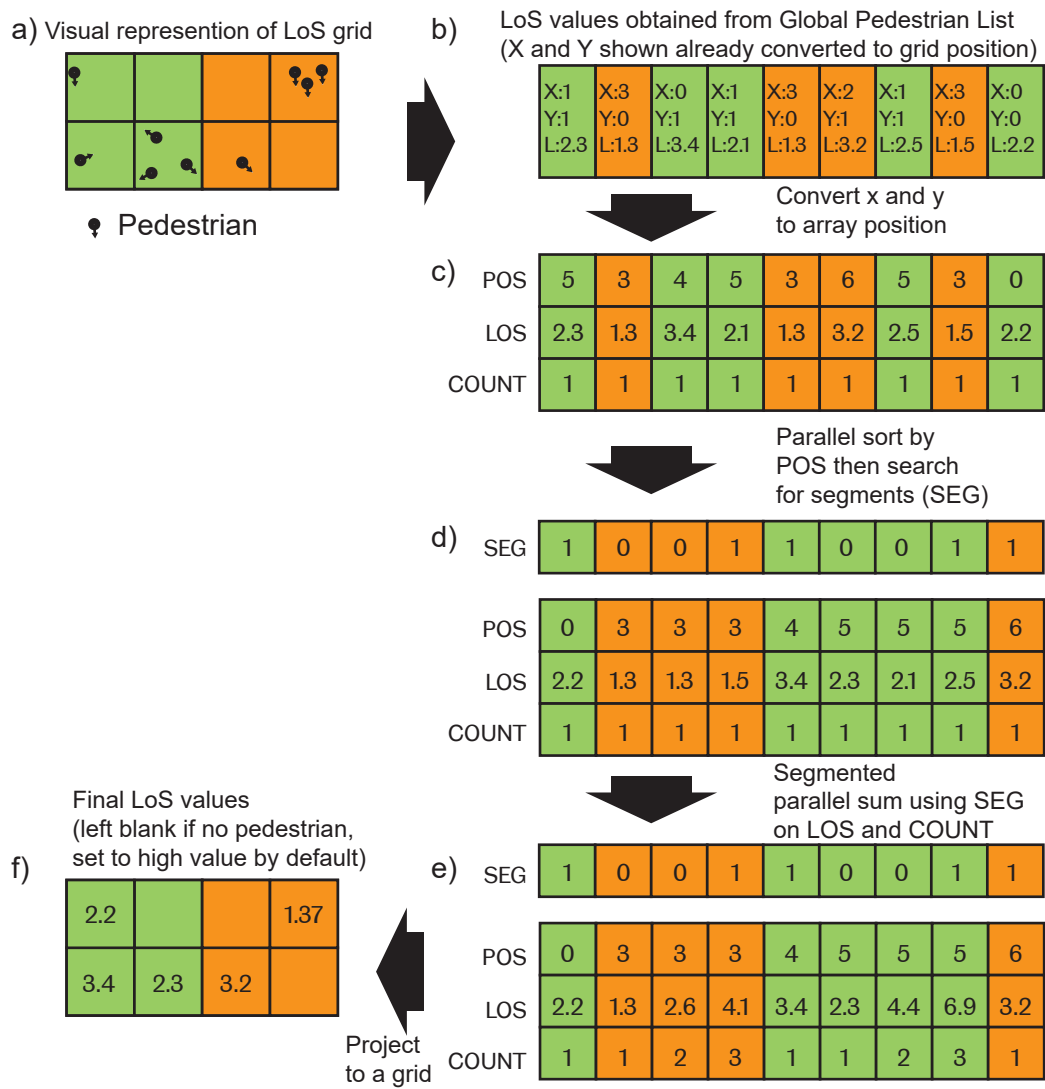 a) Visual represention of LoS grid
Pedestrian
b) LoS values obtained from Global Pedestrian List
(X and Y shown already converted to grid position)
X:1 X:3 X:0 X:1 X:3 X:2 X:1 X:3 X:0
Y:1 Y:0 Y:1 Y:1 Y:0 Y:1 Y:1 Y:0 Y:0
L:2.3 L:1.3 L:3.4 L:2.1 L:1.3 L:3.2 L:2.5 L:1.5 L:2.2
Convert x and y
to array position
c)
POS 5 3 4 5 3 6 5 3 0
LOS 2.3 1.3 3.4 2.1 1.3 3.2 2.5 1.5 2.2
COUNT 1 1 1 1 1 1 1 1 1
Parallel sort by
POS then search
for segments (SEG)
d)
SEG 1 0 0 1 1 0 0 1 1
POS 0 3 3 3 4 5 5 5 6
LOS 2.2 1.3 1.3 1.5 3.4 2.3 2.1 2.5 3.2
COUNT 1 1 1 1 1 1 1 1 1
Segmented
parallel sum using SEG
on LOS and COUNT
e)
SEG 1 0 0 1 1 0 0 1 1
POS 0 3 3 3 4 5 5 5 6
LOS 2.2 1.3 2.6 4.1 3.4 2.3 4.4 6.9 3.2
COUNT 1 1 2 3 1 1 2 3 1
Project
to a grid
Final LoS values
(left blank if no pedestrian,
set to high value by default)
f)
2.2 1.37
3.4 2.3 3.2